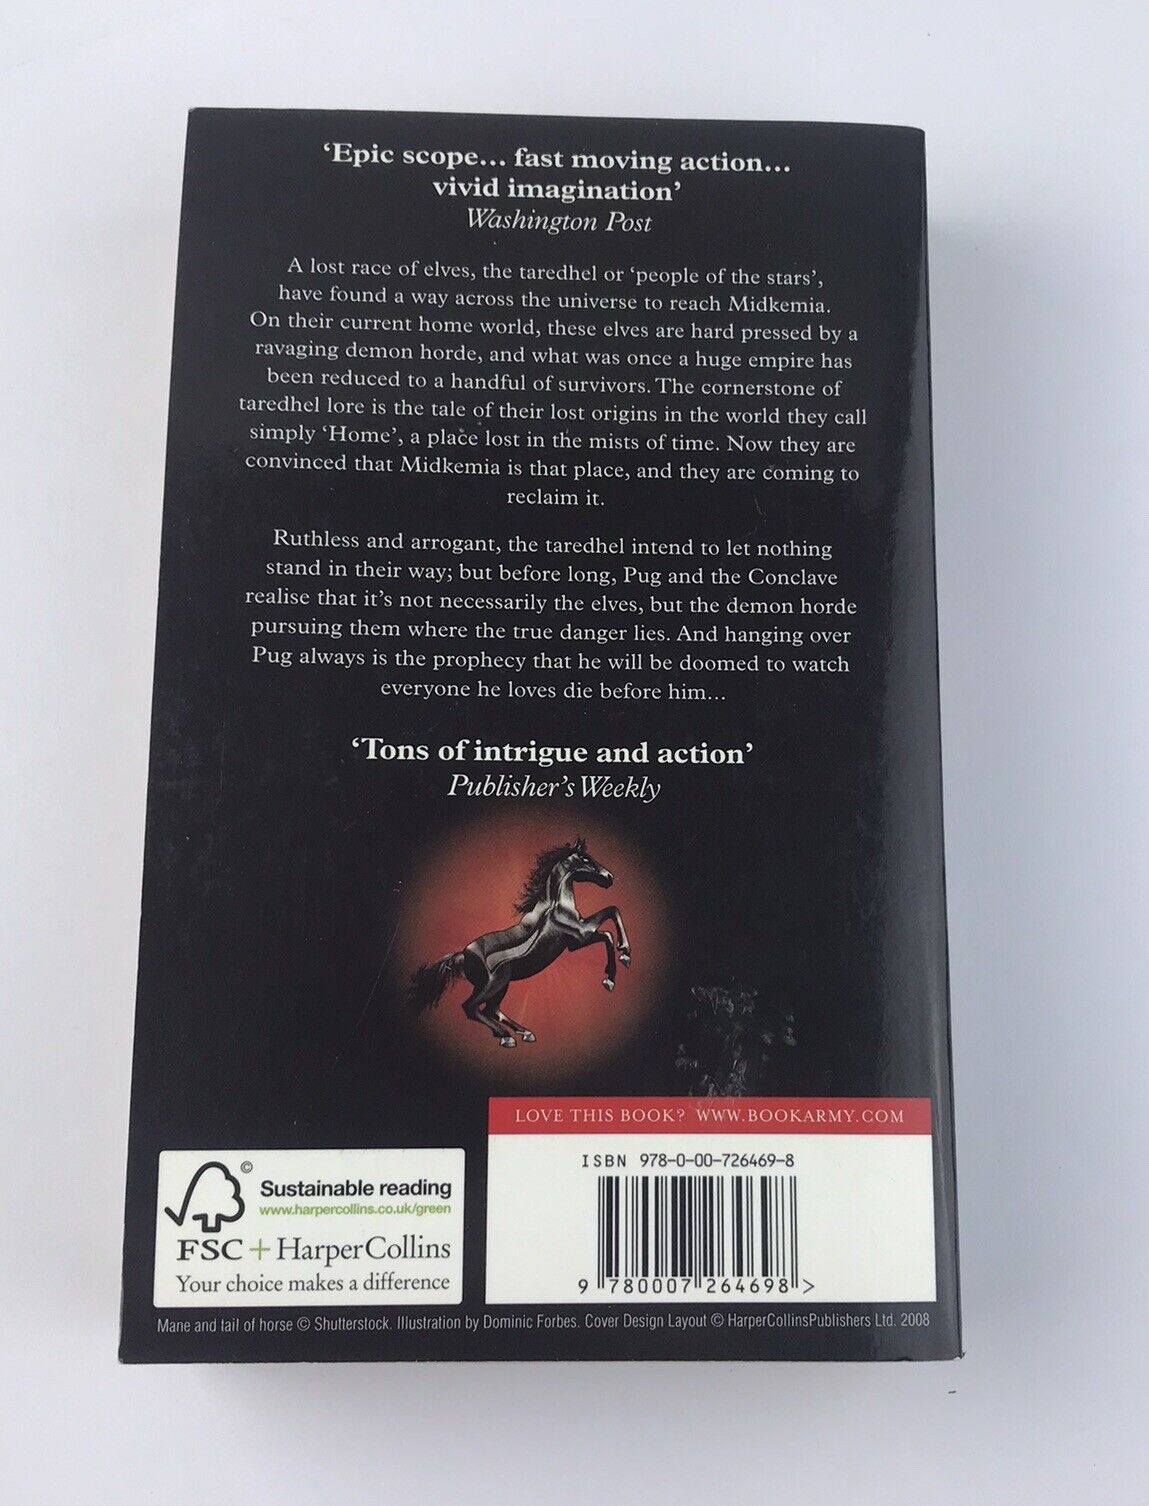 ‘Epic scope... fast moving action...
vivid imagination’
Washington Post
A lost race of elves, the taredhel or ‘people of the stars’,
have found a way across the universe to reach Midkemia.
On their current home world, these elves are hard pressed by a
ravaging demon horde, and what was once a huge empire has
been reduced to a handful of survivors. The cornerstone of
taredhel lore is the tale of their lost origins in the world they call
simply ‘Home’, a place lost in the mists of time. Now they are
convinced that Midkemia is that place, and they are coming to
reclaim it.
Ruthless and arrogant, the taredhel intend to let nothing
stand in their way; but before long, Pug and the Conclave
realise that it’s not necessarily the elves, but the demon horde
pursuing them where the true danger lies. And hanging over
Pug always is the prophecy that he will be doomed to watch
everyone he loves die before him...
‘Tons of intrigue and action’
Publisher’s Weekly
LOVE THIS BOOK? WWW.BOOKARMY.COM
ISBN 978-0-00-726469-8
9 780007 264698 >
©
Sustainable reading
www.harpercollins.co.uk/green
FSC + HarperCollins
Your choice makes a difference
Mane and tail of horse © Shutterstock. Illustration by Dominic Forbes. Cover Design Layout © HarperCollinsPublishers Ltd. 2008